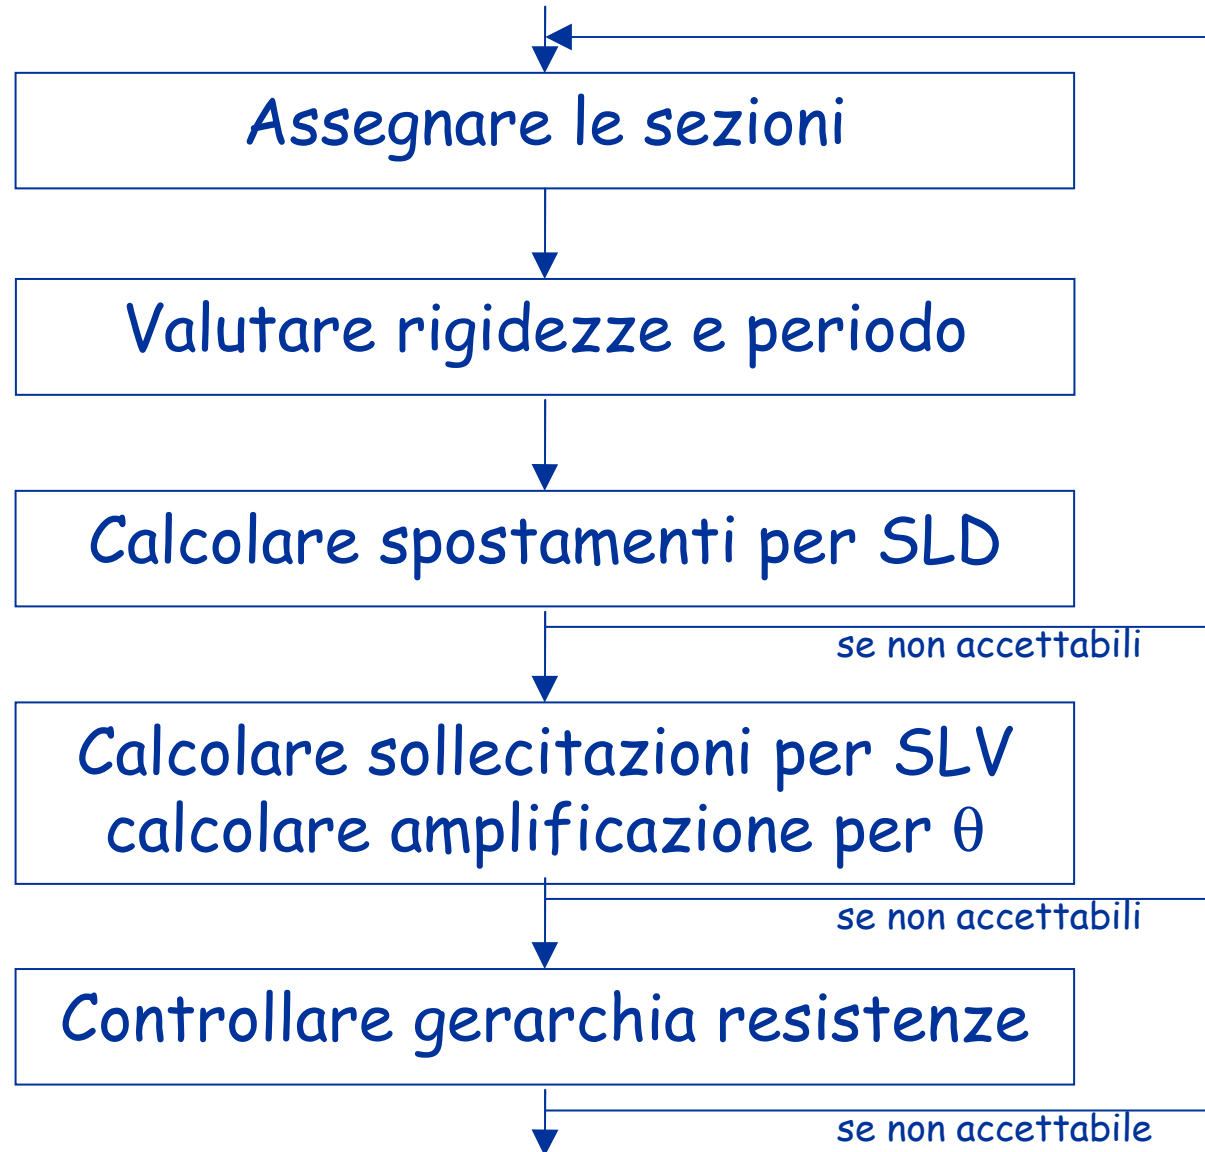 Assegnare le sezioni
Valutare rigidezze e periodo
Calcolare spostamenti per SLD
se non accettabili
Calcolare sollecitazioni per SLV
calcolare amplificazione per θ
se non accettabili
Controllare gerarchia resistenze
se non accettabile